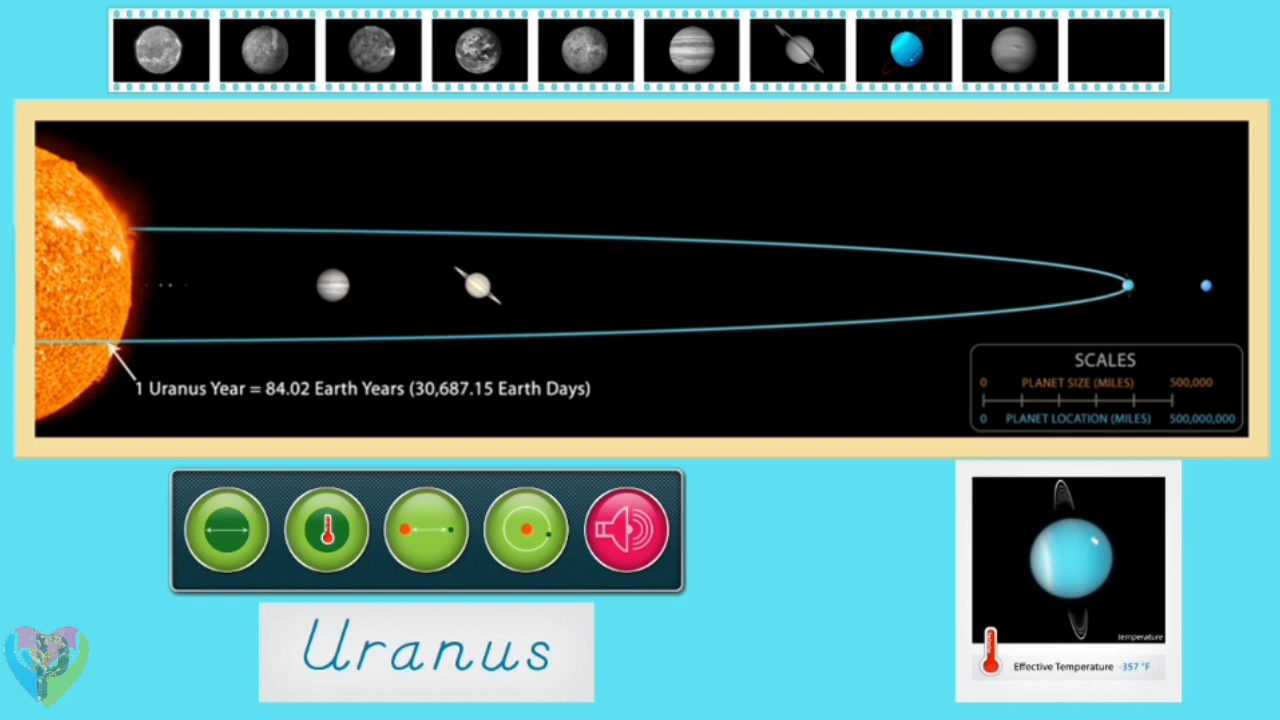 1 Uranus Year = 84.02 Earth Years (30,687.15 Earth Days)
SCALES
0 PLANET SIZE (MILES) 500,000
0 PLANET LOCATION (MILES) 500,000,000
Uranus
temperature
Effective Temperature -357 °F